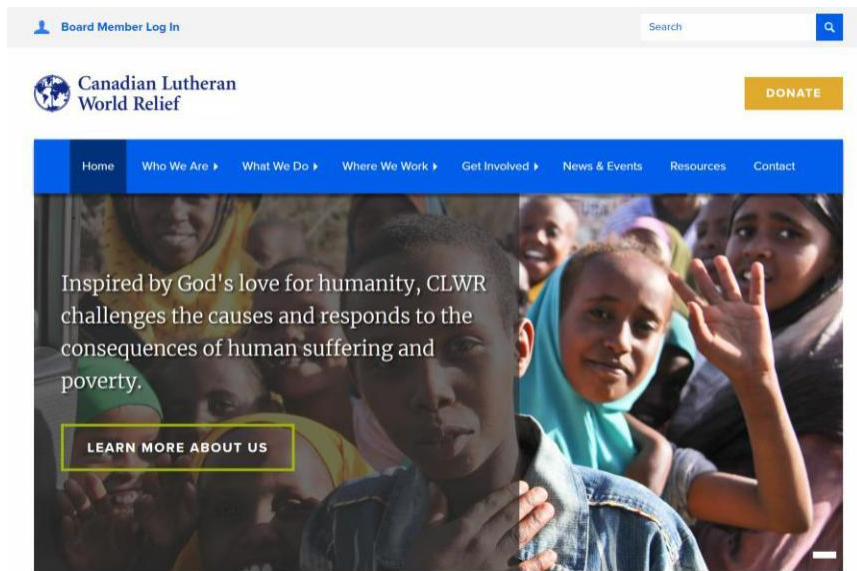 Board Member Log In
Search
Canadian Lutheran
World Relief
DONATE
Home Who We Are What We Do Where We Work Get Involved News & Events Resources Contact
Inspired by God's love for humanity, CLWR
challenges the causes and responds to the
consequences of human suffering and
poverty.
LEARN MORE ABOUT US